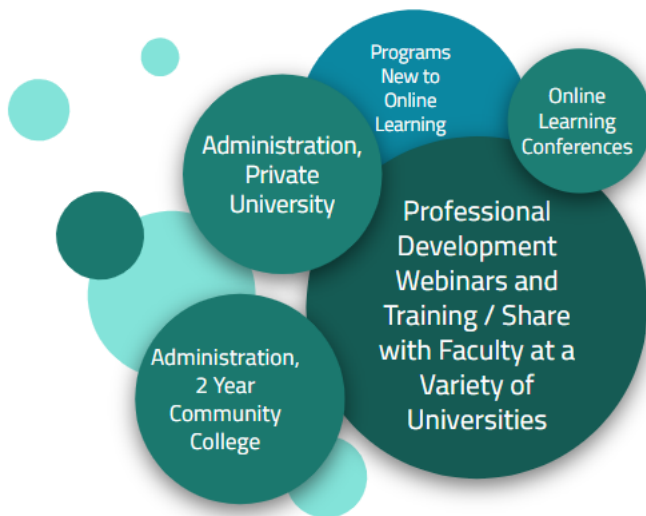 Programs
New to
Online
Learning
Online
Learning
Conferences
Administration,
Private
University
Professional
Development
Webinars and
Training / Share
with Faculty at a
Variety of
Universities
Administration,
2 Year
Community
College